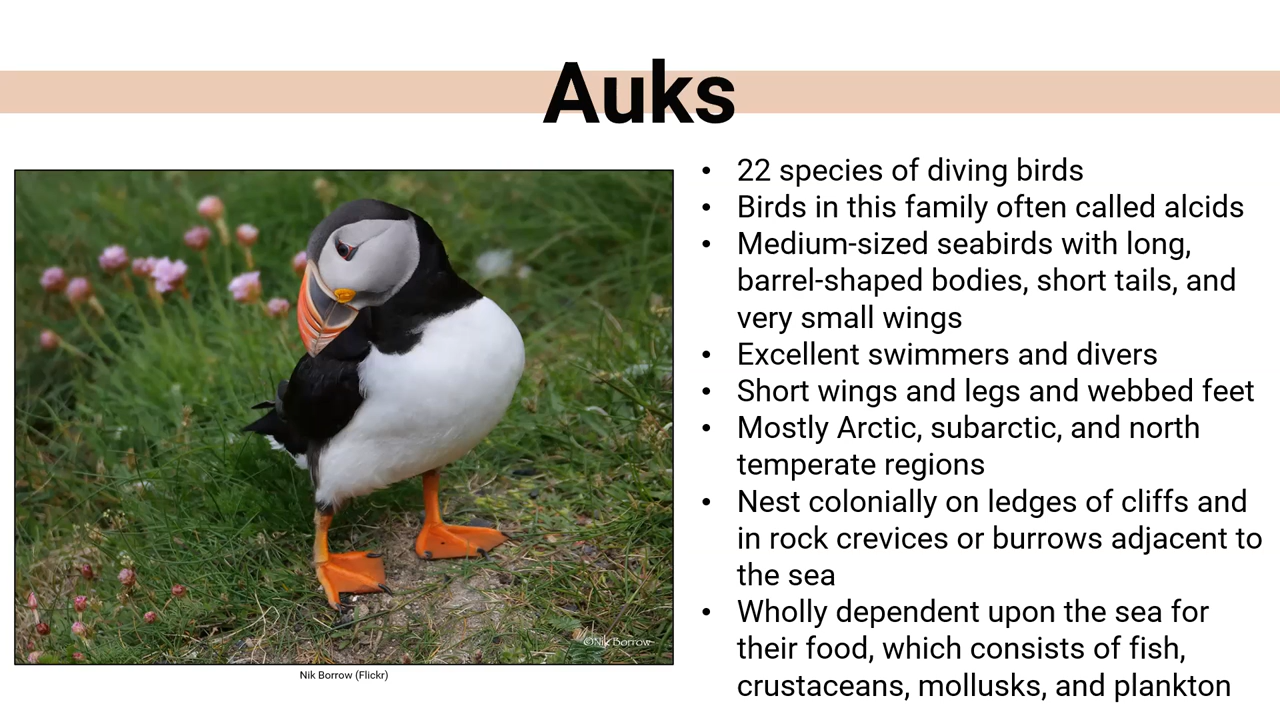 Auks
• 22 species of diving birds
• Birds in this family often called alcids
• Medium-sized seabirds with long,
barrel-shaped bodies, short tails, and
very small wings
• Excellent swimmers and divers
• Short wings and legs and webbed feet
• Mostly Arctic, subarctic, and north
temperate regions
• Nest colonially on ledges of cliffs and
in rock crevices or burrows adjacent to
the sea
• Wholly dependent upon the sea for
their food, which consists of fish,
crustaceans, mollusks, and plankton
©Nik Borrow
Nik Borrow (Flickr)